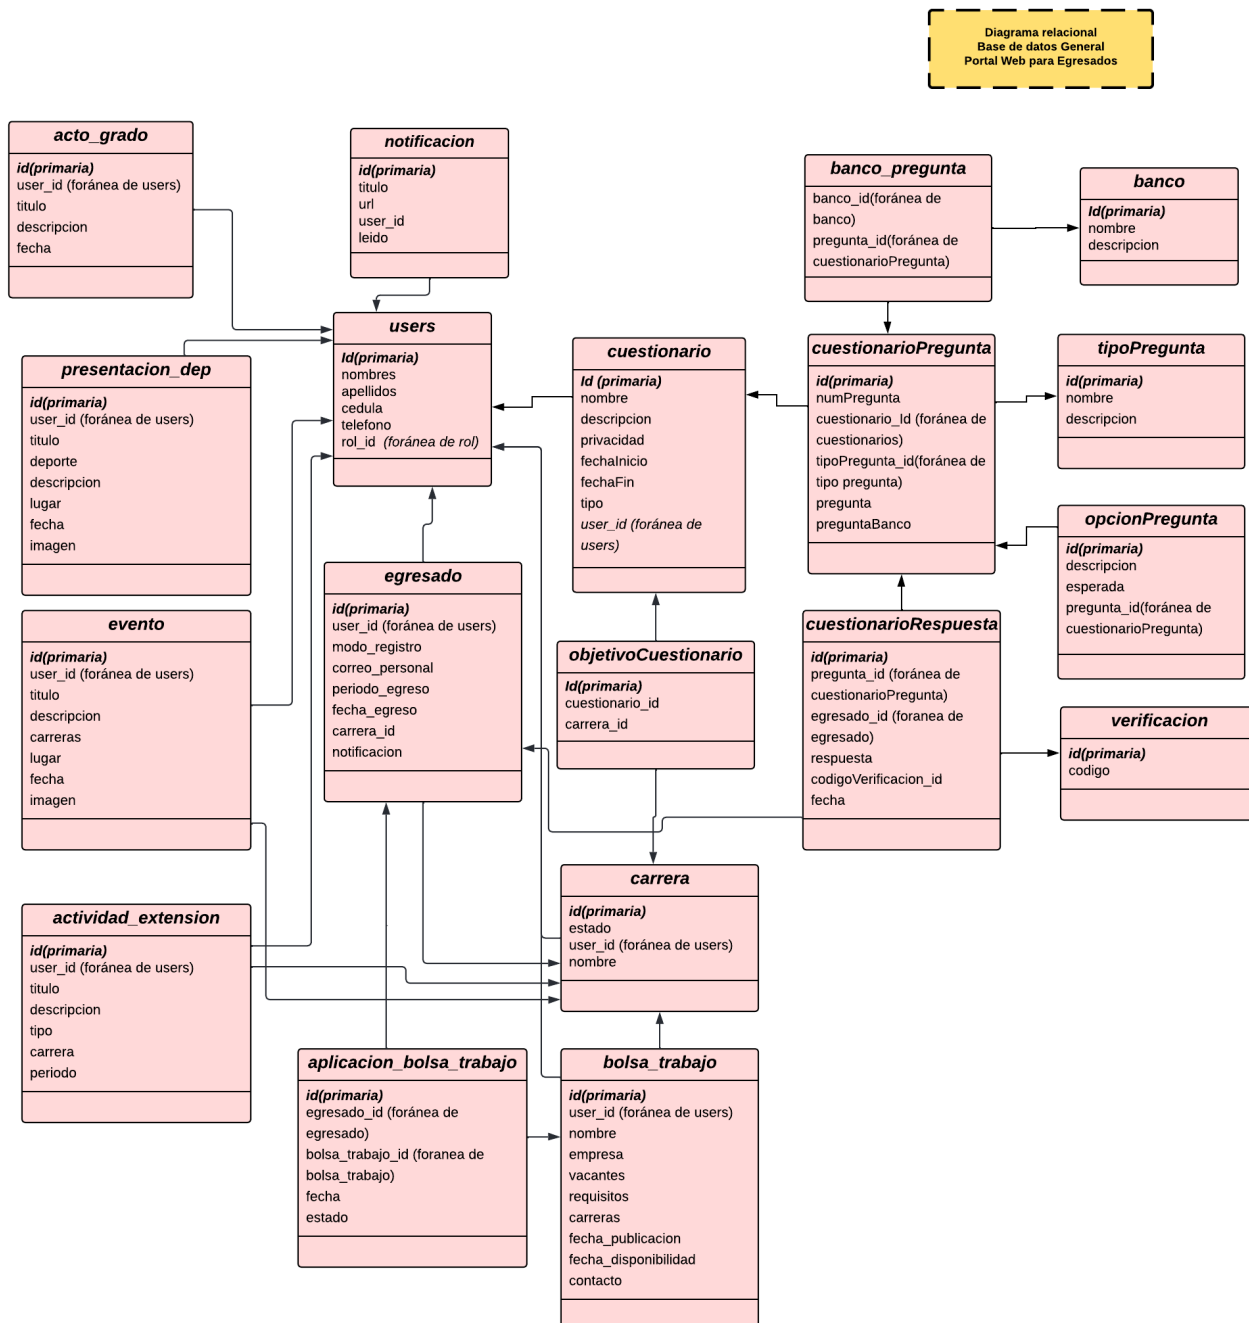 Diagrama relacional
Base de datos General
Portal Web para Egresados
acto_grado
id(primaria)
user_id (foránea de users)
titulo
descripcion
fecha
notificacion
id(primaria)
titulo
url
user_id
leido
banco_pregunta
banco_id(foránea de
banco)
pregunta_id(foránea de
cuestionarioPregunta)
banco
Id(primaria)
nombre
descripcion
users
Id(primaria)
nombres
apellidos
cedula
telefono
rol_id (foránea de rol)
presentacion_dep
id(primaria)
user_id (foránea de users)
titulo
deporte
descripcion
lugar
fecha
imagen
cuestionario
Id (primaria)
nombre
descripcion
privacidad
fechaInicio
fechaFin
tipo
user_id (foránea de
users)
cuestionarioPregunta
id(primaria)
numPregunta
cuestionario_Id (foránea de
cuestionarios)
tipoPregunta_id(foránea de
tipo pregunta)
pregunta
preguntaBanco
tipoPregunta
id(primaria)
nombre
descripcion
opcionPregunta
id(primaria)
descripcion
esperada
pregunta_id(foránea de
cuestionarioPregunta)
egresado
id(primaria)
user_id (foránea de users)
modo_registro
correo_personal
periodo_egreso
fecha_egreso
carrera_id
notificacion
evento
id(primaria)
user_id (foránea de users)
titulo
descripcion
carreras
lugar
fecha
imagen
objetivoCuestionario
Id(primaria)
cuestionario_id
carrera_id
cuestionarioRespuesta
id(primaria)
pregunta_id (foránea de
cuestionarioPregunta)
egresado_id (foranea de
egresado)
respuesta
codigoVerificacion_id
fecha
verificacion
id(primaria)
codigo
carrera
id(primaria)
estado
user_id (foránea de users)
nombre
actividad_extension
id(primaria)
user_id (foránea de users)
titulo
descripcion
tipo
carrera
periodo
aplicacion_bolsa_trabajo
id(primaria)
egresado_id (foránea de
egresado)
bolsa_trabajo_id (foranea de
bolsa_trabajo)
fecha
estado
bolsa_trabajo
id(primaria)
user_id (foránea de users)
nombre
empresa
vacantes
requisitos
carreras
fecha_publicacion
fecha_disponibilidad
contacto